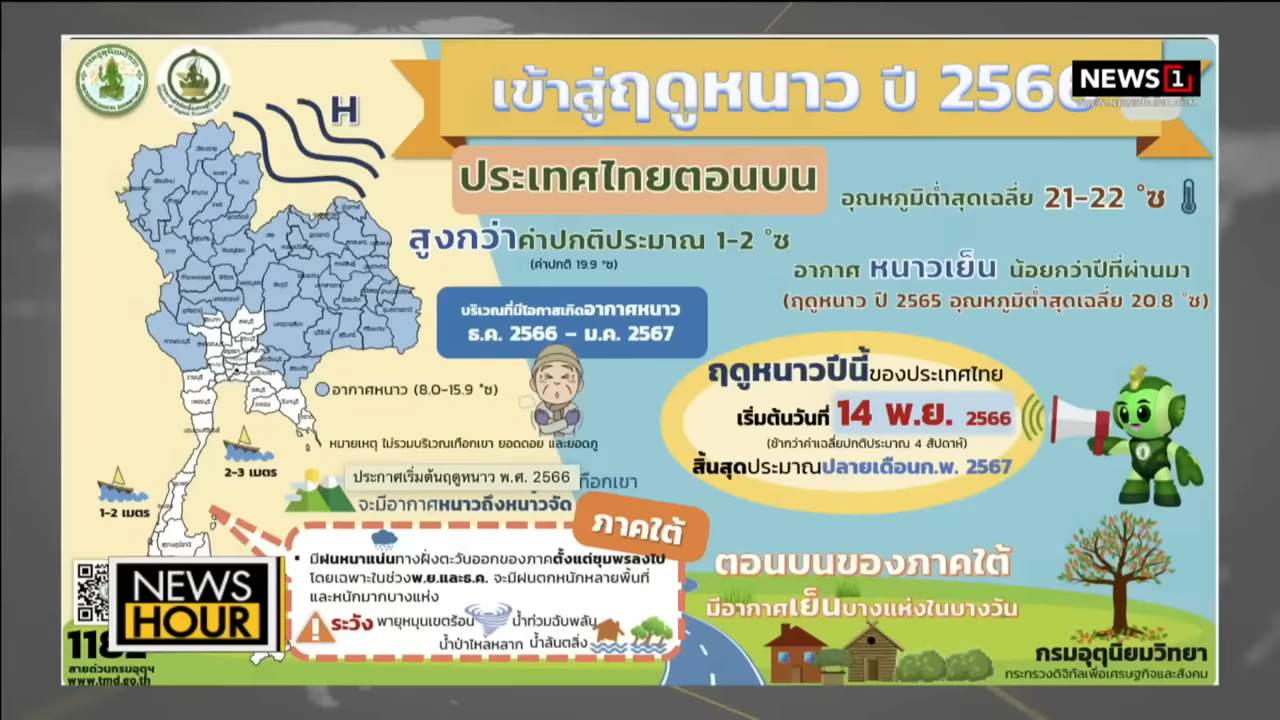 เข้าสู่ฤดูหนาว ปี 2566
NEWS 1
ประเทศไทยตอนบน
อุณหภูมิต่ำสุดเฉลี่ย 21-22 °ซ
สูงกว่าค่าปกติประมาณ 1-2 °ซ
(ค่าปกติ 19.9 °ซ)
อากาศ หนาวเย็น น้อยกว่าปีที่ผ่านมา
(ฤดูหนาว ปี 2565 อุณหภูมิต่ำสุดเฉลี่ย 20.8 °ซ)
H
บริเวณที่มีโอกาสเกิดอากาศหนาว
ธ.ค. 2566 – ม.ค. 2567
อากาศหนาว (8.0-15.9 °ซ)
หมายเหตุ ไม่รวมบริเวณเทือกเขา ยอดดอย และยอดภู
ฤดูหนาวปีนี้ของประเทศไทย
เริ่มต้นวันที่ 14 พ.ย. 2566
(ช้ากว่าค่าเฉลี่ยปกติประมาณ 4 สัปดาห์)
สิ้นสุดประมาณปลายเดือนก.พ. 2567
2-3 เมตร
1-2 เมตร
ประกาศเริ่มต้นฤดูหนาว พ.ศ. 2566
เทือกเขา
จะมีอากาศหนาวถึงหนาวจัด
ภาคใต้
มีฝนหนาแน่นทางฝั่งตะวันออกของภาคตั้งแต่ชุมพรลงไป
โดยเฉพาะในช่วงพ.ย.และธ.ค. จะมีฝนตกหนักหลายพื้นที่
และหนักมากบางแห่ง
ระวัง พายุหมุนเขตร้อน น้ำท่วมฉับพลัน
น้ำป่าไหลหลาก น้ำล้นตลิ่ง
ตอนบนของภาคใต้
มีอากาศเย็นบางแห่งในบางวัน
NEWS
HOUR
1182
สายด่วนกรมอุตุฯ
www.tmd.go.th
กรมอุตุนิยมวิทยา
กระทรวงดิจิทัลเพื่อเศรษฐกิจและสังคม